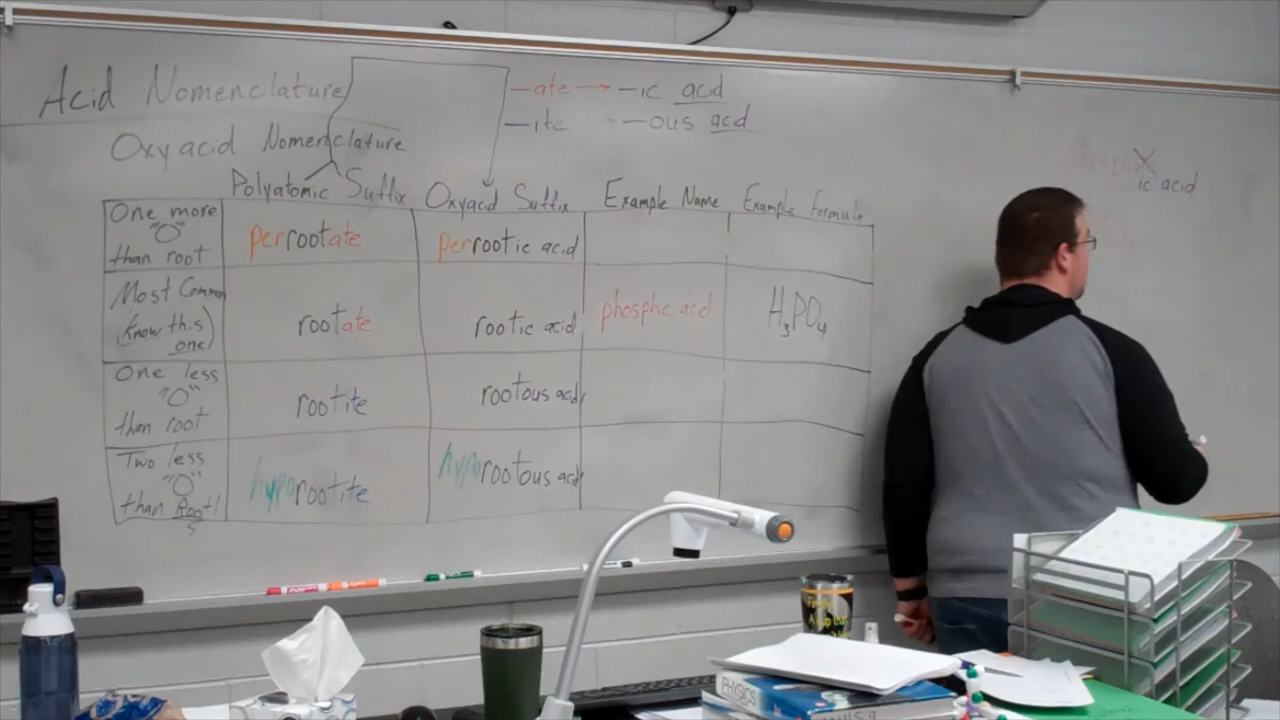 Acid Nomenclature
-ate → -ic acid
-ite - -ous acid
Oxyacid Nomenclature
ic acid
Polyatomic Suffix Oxyacid Suffix Example Name Example Formula
One more
"O"
than root
perrootate perrootic acid
Most Common
(know this
one)
rootate rootic acid phosphic acid H₃PO₄
One less
"O"
than root
rootite rootous acid
Two less
"O"
than Root!
hyporootite hyporootous acid
PHYSICS